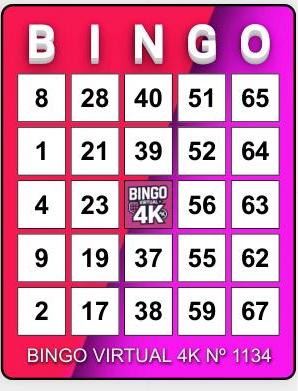 BINGO
8 28 40 51 65
1 21 39 52 64
4 23 BINGO VIRTUAL 4K 56 63
9 19 37 55 62
2 17 38 59 67
BINGO VIRTUAL 4K Nº 1134